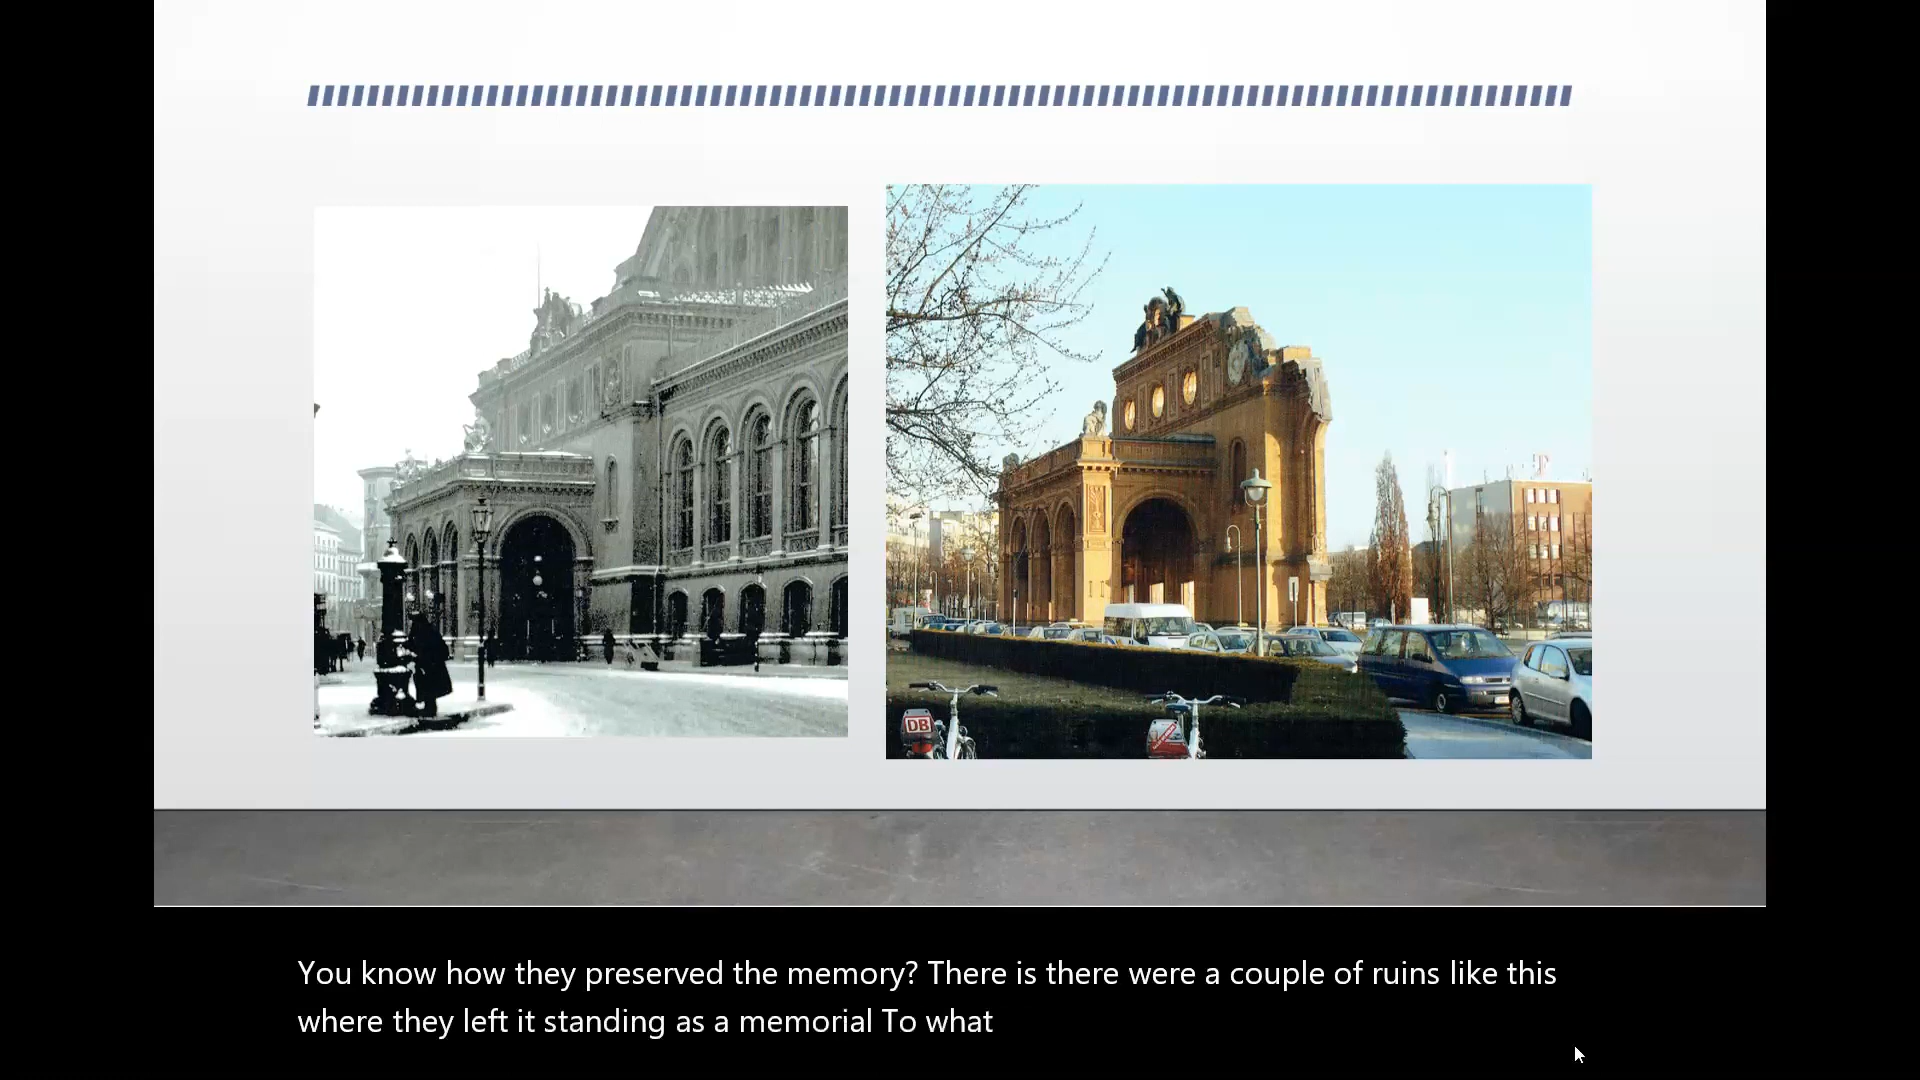 DB
You know how they preserved the memory? There is there were a couple of ruins like this
where they left it standing as a memorial To what